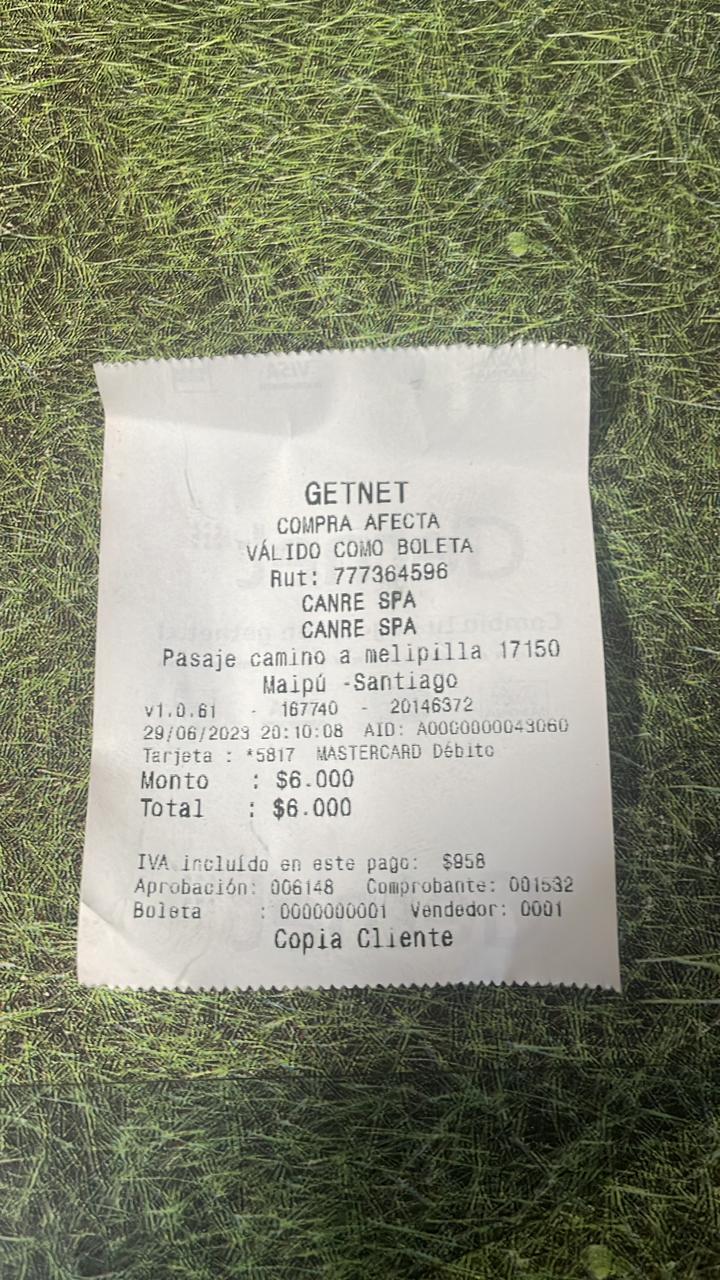 GETNET
COMPRA AFECTA
VÁLIDO COMO BOLETA
Rut: 777364596
CANRE SPA
CANRE SPA
Pasaje camino a melipilla 17150
Maipú -Santiago
v1.0.61 - 167740 - 20146372
29/06/2023 20:10:08 AID: A0000000043060
Tarjeta : *5817 MASTERCARD Débito
Monto : $6.000
Total : $6.000
IVA incluído en este pago: $958
Aprobación: 006148 Comprobante: 001532
Boleta : 0000000001 Vendedor: 0001
Copia Cliente